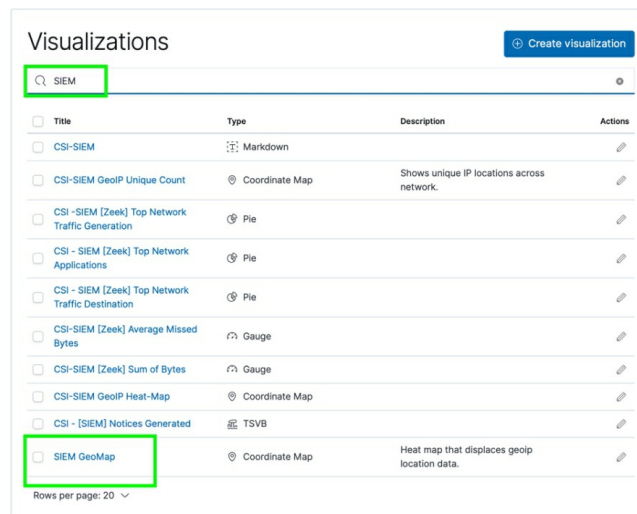 Visualizations
Create visualization
SIEM
Title Type Description Actions
CSI-SIEM Markdown
CSI-SIEM GeoIP Unique Count Coordinate Map Shows unique IP locations across
network.
CSI -SIEM [Zeek] Top Network
Traffic Generation Pie
CSI - SIEM [Zeek] Top Network
Applications Pie
CSI - SIEM [Zeek] Top Network
Traffic Destination Pie
CSI-SIEM [Zeek] Average Missed
Bytes Gauge
CSI-SIEM [Zeek] Sum of Bytes Gauge
CSI-SIEM GeoIP Heat-Map Coordinate Map
CSI - [SIEM] Notices Generated TSVB
SIEM GeoMap Coordinate Map Heat map that displaces geoip
location data.
Rows per page: 20